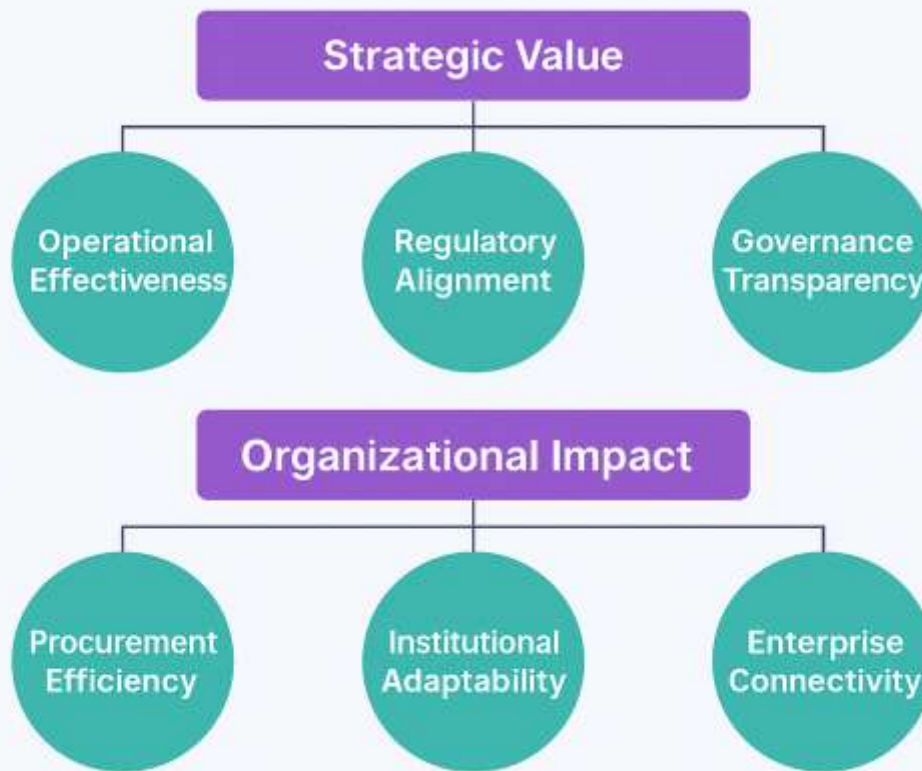 Strategic Value
Operational
Effectiveness
Regulatory
Alignment
Governance
Transparency
Organizational Impact
Procurement
Efficiency
Institutional
Adaptability
Enterprise
Connectivity